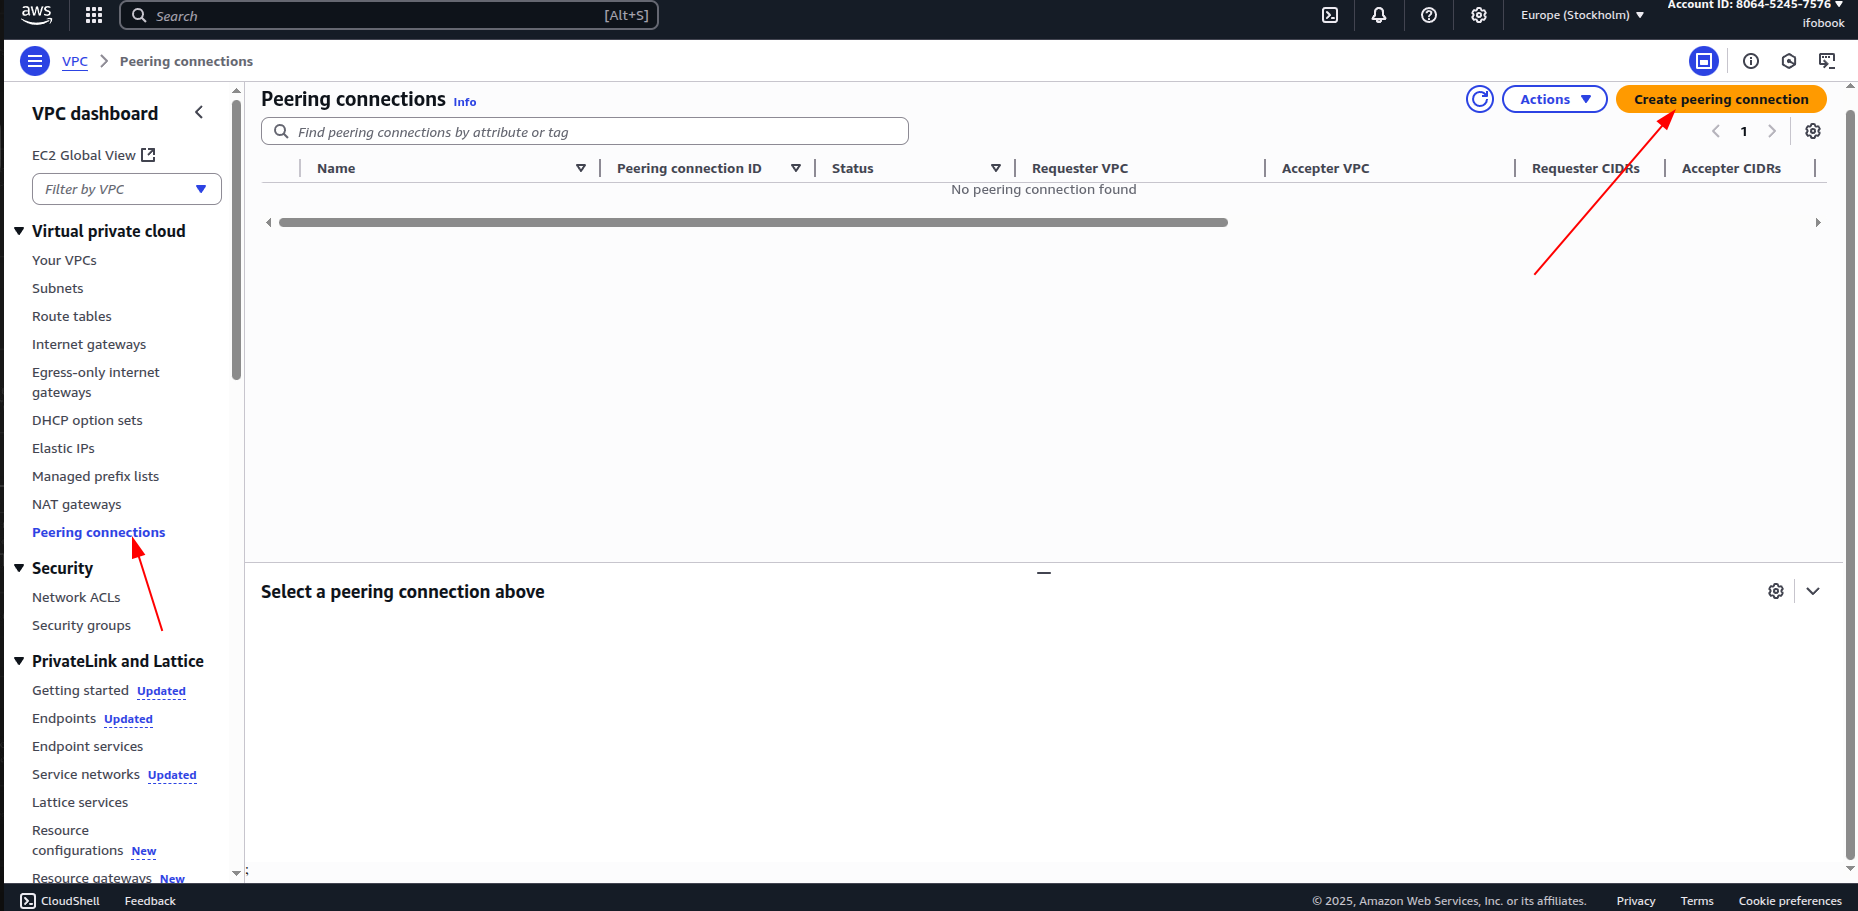 aws
Search [Alt+S]
Europe (Stockholm)
Account ID: 8064-5245-7576
ifobook
VPC
Peering connections
VPC dashboard
EC2 Global View
Filter by VPC
Virtual private cloud
Your VPCs
Subnets
Route tables
Internet gateways
Egress-only internet
gateways
DHCP option sets
Elastic IPs
Managed prefix lists
NAT gateways
Peering connections
Security
Network ACLs
Security groups
PrivateLink and Lattice
Getting started Updated
Endpoints Updated
Endpoint services
Service networks Updated
Lattice services
Resource
configurations New
Resource gateways New
Peering connections Info
Actions
Create peering connection
Find peering connections by attribute or tag
1
Name Peering connection ID Status Requester VPC Accepter VPC Requester CIDRs Accepter CIDRs
No peering connection found
Select a peering connection above
CloudShell Feedback
© 2025, Amazon Web Services, Inc. or its affiliates. Privacy Terms Cookie preferences